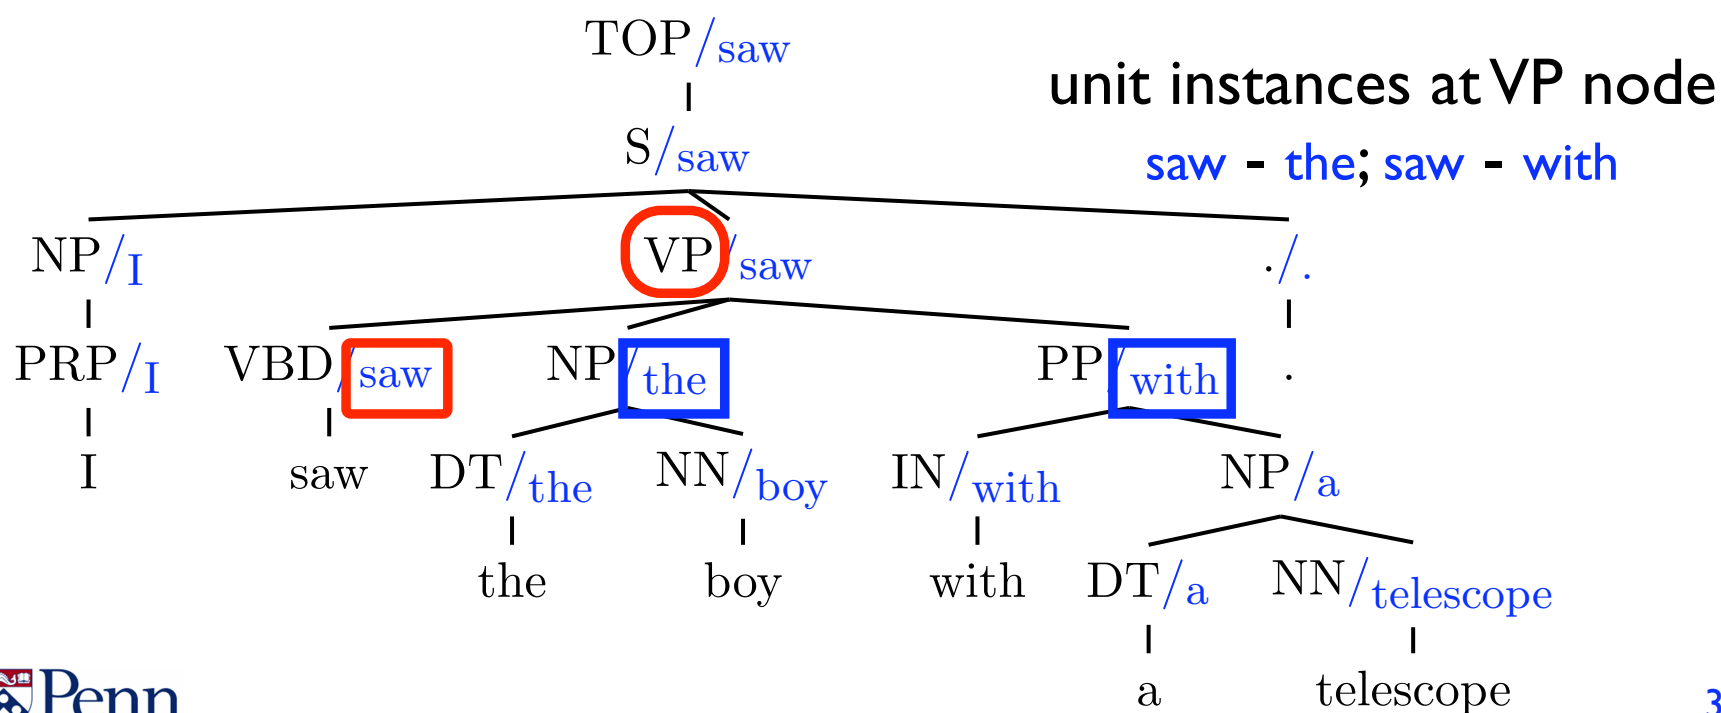 TOP/saw
unit instances at VP node
S/saw
saw - the; saw - with
NP/I VP/saw ./.
PRP/I VBD/saw NP/the PP/with .
I saw DT/the NN/boy IN/with NP/a
the boy with DT/a NN/telescope
Penn a telescope 3